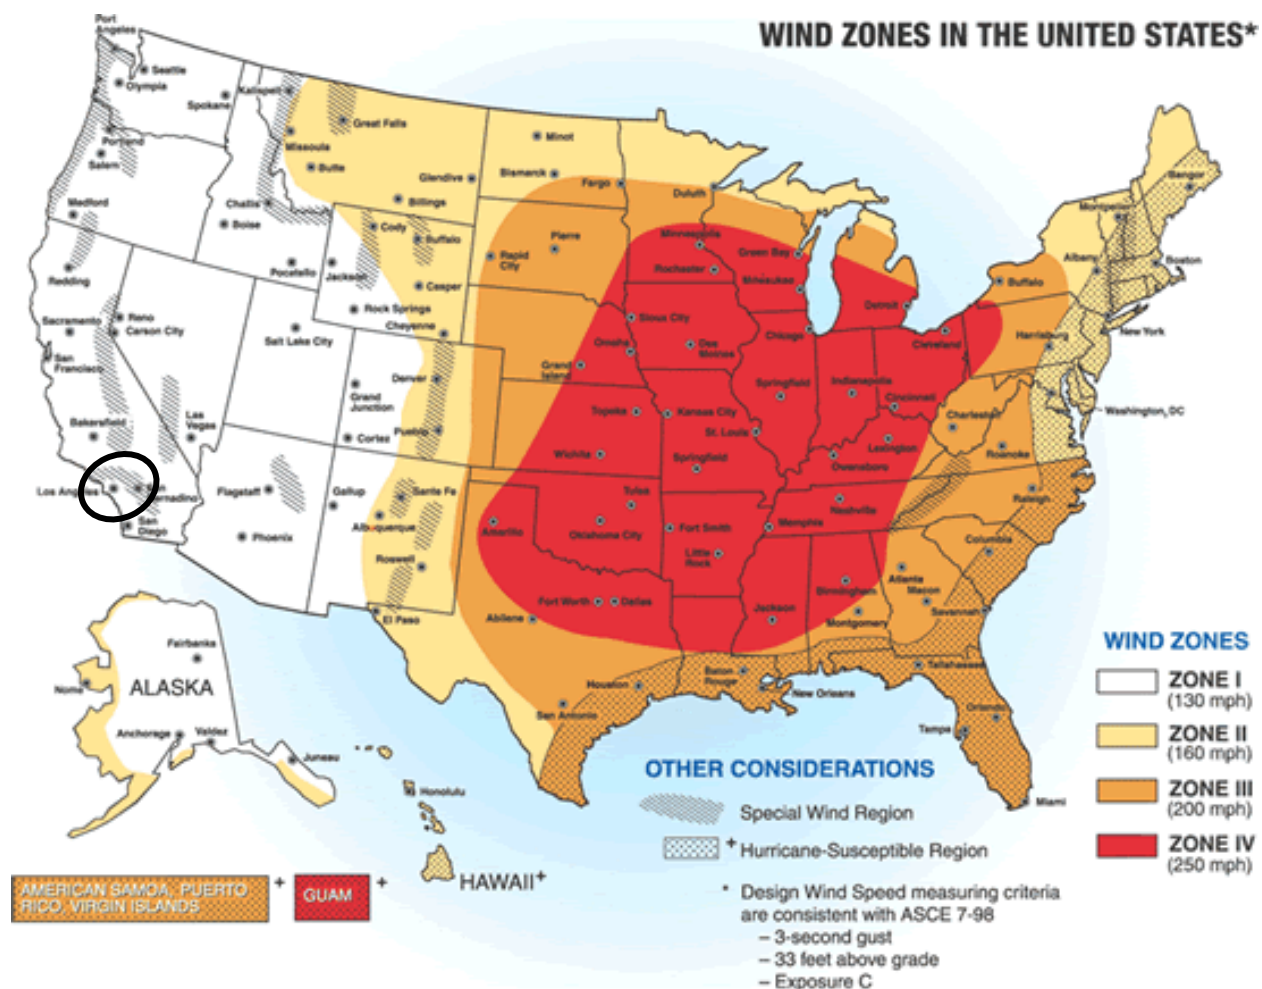 WIND ZONES IN THE UNITED STATES*
Port
Angeles
Seattle
Olympia
Spokane
Kalispell
Great Falls
Portland
Salem
Missoula
Butte
Glendive
Minot
Bismarck
Fargo
Duluth
Medford
Challis
Boise
Billings
Cody
Buffalo
Pierre
Rapid
City
Minneapolis
Green Bay
Montpelier
Bangor
Albany
Boston
Redding
Pocatello
Jackson
Casper
Rochester
Milwaukee
Detroit
Buffalo
Sacramento
Reno
Carson City
Rock Springs
Cheyenne
Salt Lake City
Sioux City
Omaha
Des
Moines
Chicago
Cleveland
Harrisburg
New York
San
Francisco
Denver
Grand
Junction
Grand
Island
Springfield
Indianapolis
Cincinnati
Washington, DC
Las
Vegas
Bakersfield
Cortez
Pueblo
Topeka
Kansas City
St. Louis
Charleston
Lexington
Roanoke
Wichita
Springfield
Owensboro
Los Angeles
nardino
San
Diego
Flagstaff
Gallup
Santa Fe
Tulsa
Nashville
Raleigh
Phoenix
Albuquerque
Amarillo
Oklahoma City
Fort Smith
Memphis
Little
Rock
Columbia
Roswell
Birmingham
Atlanta
Macon
El Paso
Abilene
Fort Worth
Dallas
Jackson
Montgomery
Savannah
Fairbanks
Nome
ALASKA
Anchorage
Valdez
Juneau
Houston
Baton
Rouge
New Orleans
Tallahassee
San Antonio
Orlando
Tampa
Miami
Honolulu
HAWAII+
AMERICAN SAMOA, PUERTO
RICO, VIRGIN ISLANDS
+
GUAM
+
WIND ZONES
ZONE I
(130 mph)
ZONE II
(160 mph)
ZONE III
(200 mph)
ZONE IV
(250 mph)
OTHER CONSIDERATIONS
Special Wind Region
+ Hurricane-Susceptible Region
* Design Wind Speed measuring criteria
are consistent with ASCE 7-98
– 3-second gust
– 33 feet above grade
– Exposure C